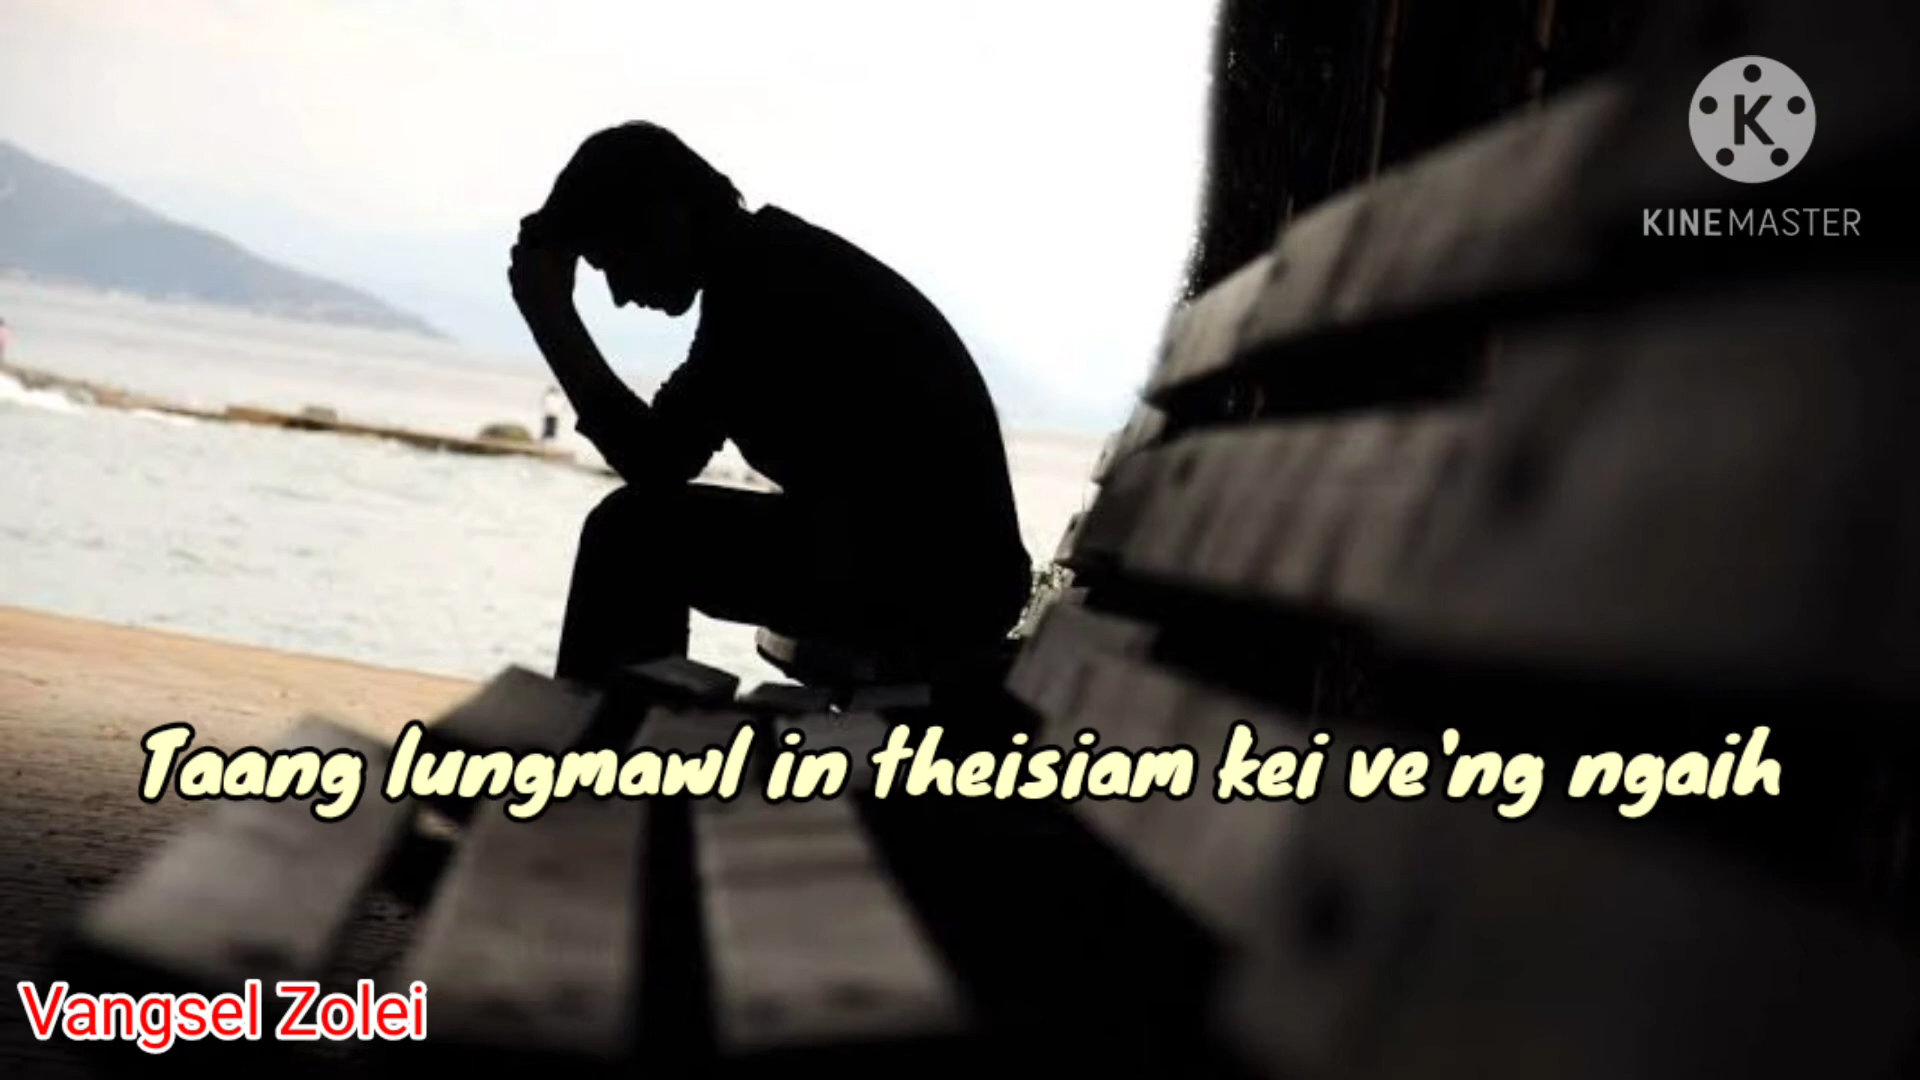 K
KINEMASTER
Taang lungmawl in theisiam kei ve'ng ngaih
Vangsel Zolei